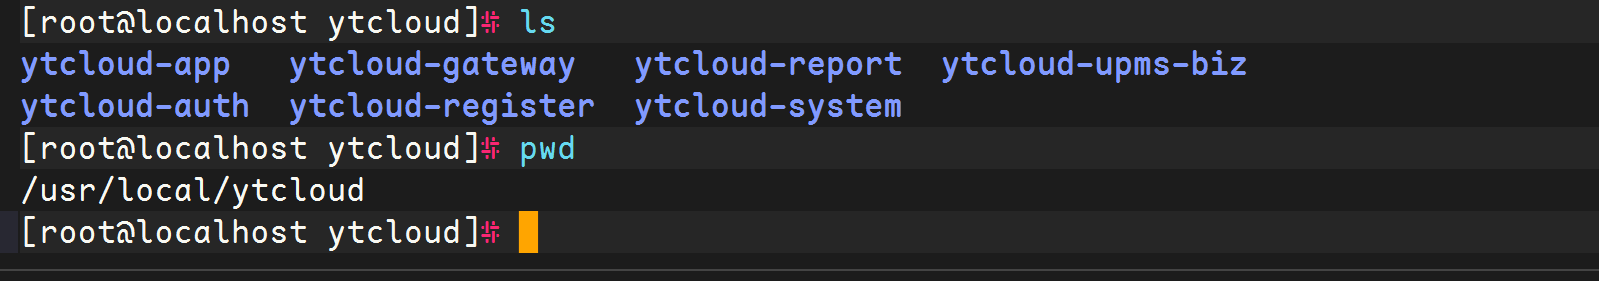 [root@localhost ytcloud]# ls
ytcloud-app   ytcloud-gateway   ytcloud-report  ytcloud-upms-biz
ytcloud-auth  ytcloud-register  ytcloud-system
[root@localhost ytcloud]# pwd
/usr/local/ytcloud
[root@localhost ytcloud]#